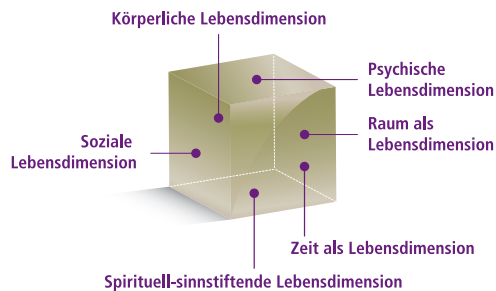 Körperliche Lebensdimension
Psychische
Lebensdimension
Raum als
Lebensdimension
Soziale
Lebensdimension
Zeit als Lebensdimension
Spirituell-sinnstiftende Lebensdimension